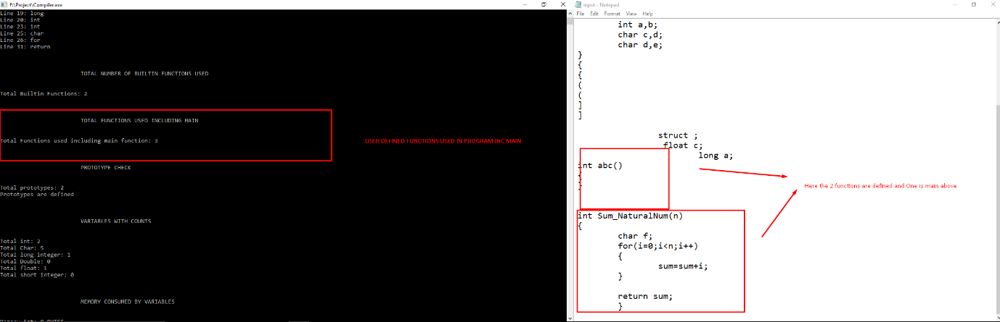 F:\Project\Compiler.exe
Line 19: long
Line 20: int
Line 23: int
Line 25: char
Line 26: for
Line 31: return
TOTAL NUMBER OF BUILTIN FUNCTIONS USED
Total Builtin Functions: 2
TOTAL FUNCTIONS USED INCLUDING MAIN
Total Functions used including main function: 3
PROTOTYPE CHECK
Total prototypes: 2
Prototypes are defined
VARIABLES WITH COUNTS
Total int: 2
Total Char: 5
Total long integer: 1
Total Double: 0
Total float: 1
Total short integer: 0
MEMORY CONSUMED BY VARIABLES
USER DEFINED FUNCTIONS USED IN PROGRAM INC MAIN
input - Notepad
File Edit Format View Help
int a,b;
char c,d;
char d,e;
}
{
{
(
(
]
]
struct ;
float c;
long a;
int abc()
{
}
int Sum_NaturalNum(n)
{
char f;
for(i=0;i<n;i++)
{
sum=sum+i;
}
return sum;
}
Here the 2 functions are defined and One is main above